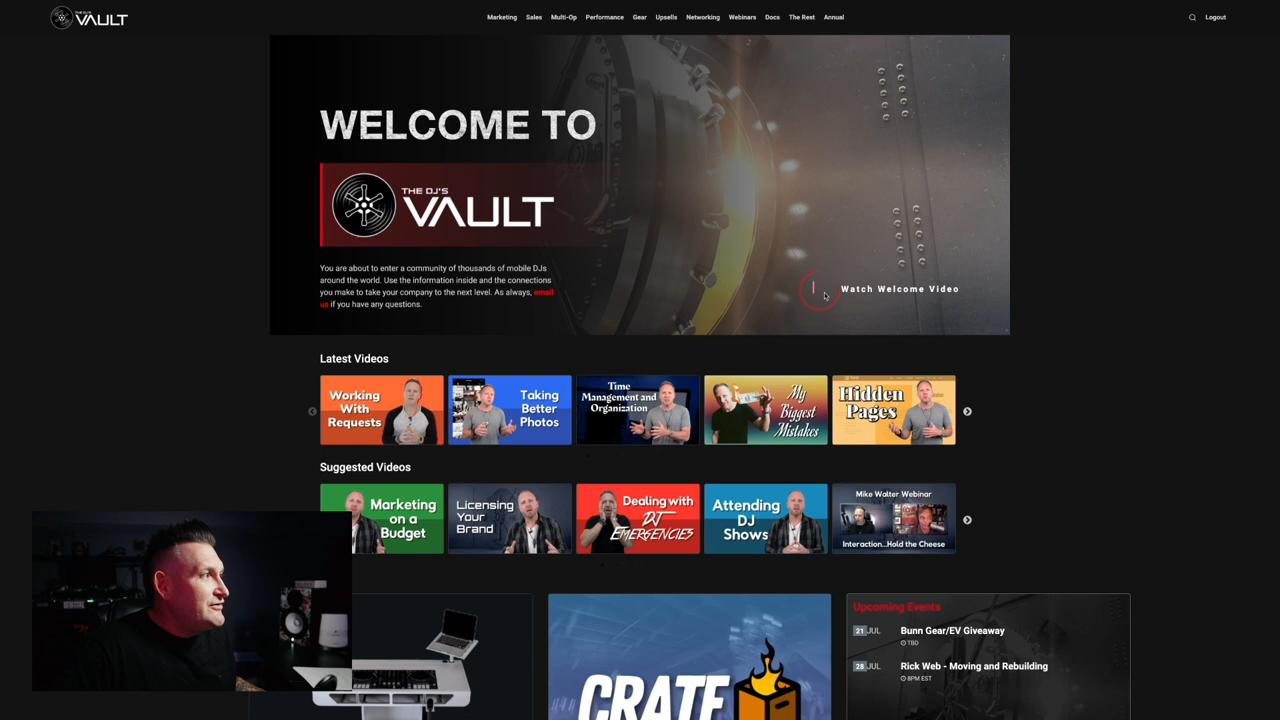 THE DJ'S
VAULT
Marketing
Sales
Multi-Op
Performance
Gear
Upsells
Networking
Webinars
Docs
The Rest
Annual
Logout
WELCOME TO
THE DJ'S
VAULT
You are about to enter a community of thousands of mobile DJs
around the world. Use the information inside and the connections
you make to take your company to the next level. As always, email
us if you have any questions.
Watch Welcome Video
Latest Videos
Working
With
Requests
Taking
Better
Photos
Time
Management and
Organization
My
Biggest
Mistakes
Hidden
Pages
Suggested Videos
Marketing
on a
Budget
Licensing
Your
Brand
Dealing with
DJ
EMERGENCIES
Attending
DJ
Shows
Mike Walter Webinar
Interaction...Hold the Cheese
CRATE
Upcoming Events
21 JUL
Bunn Gear/EV Giveaway
TBD
28 JUL
Rick Web - Moving and Rebuilding
8PM EST